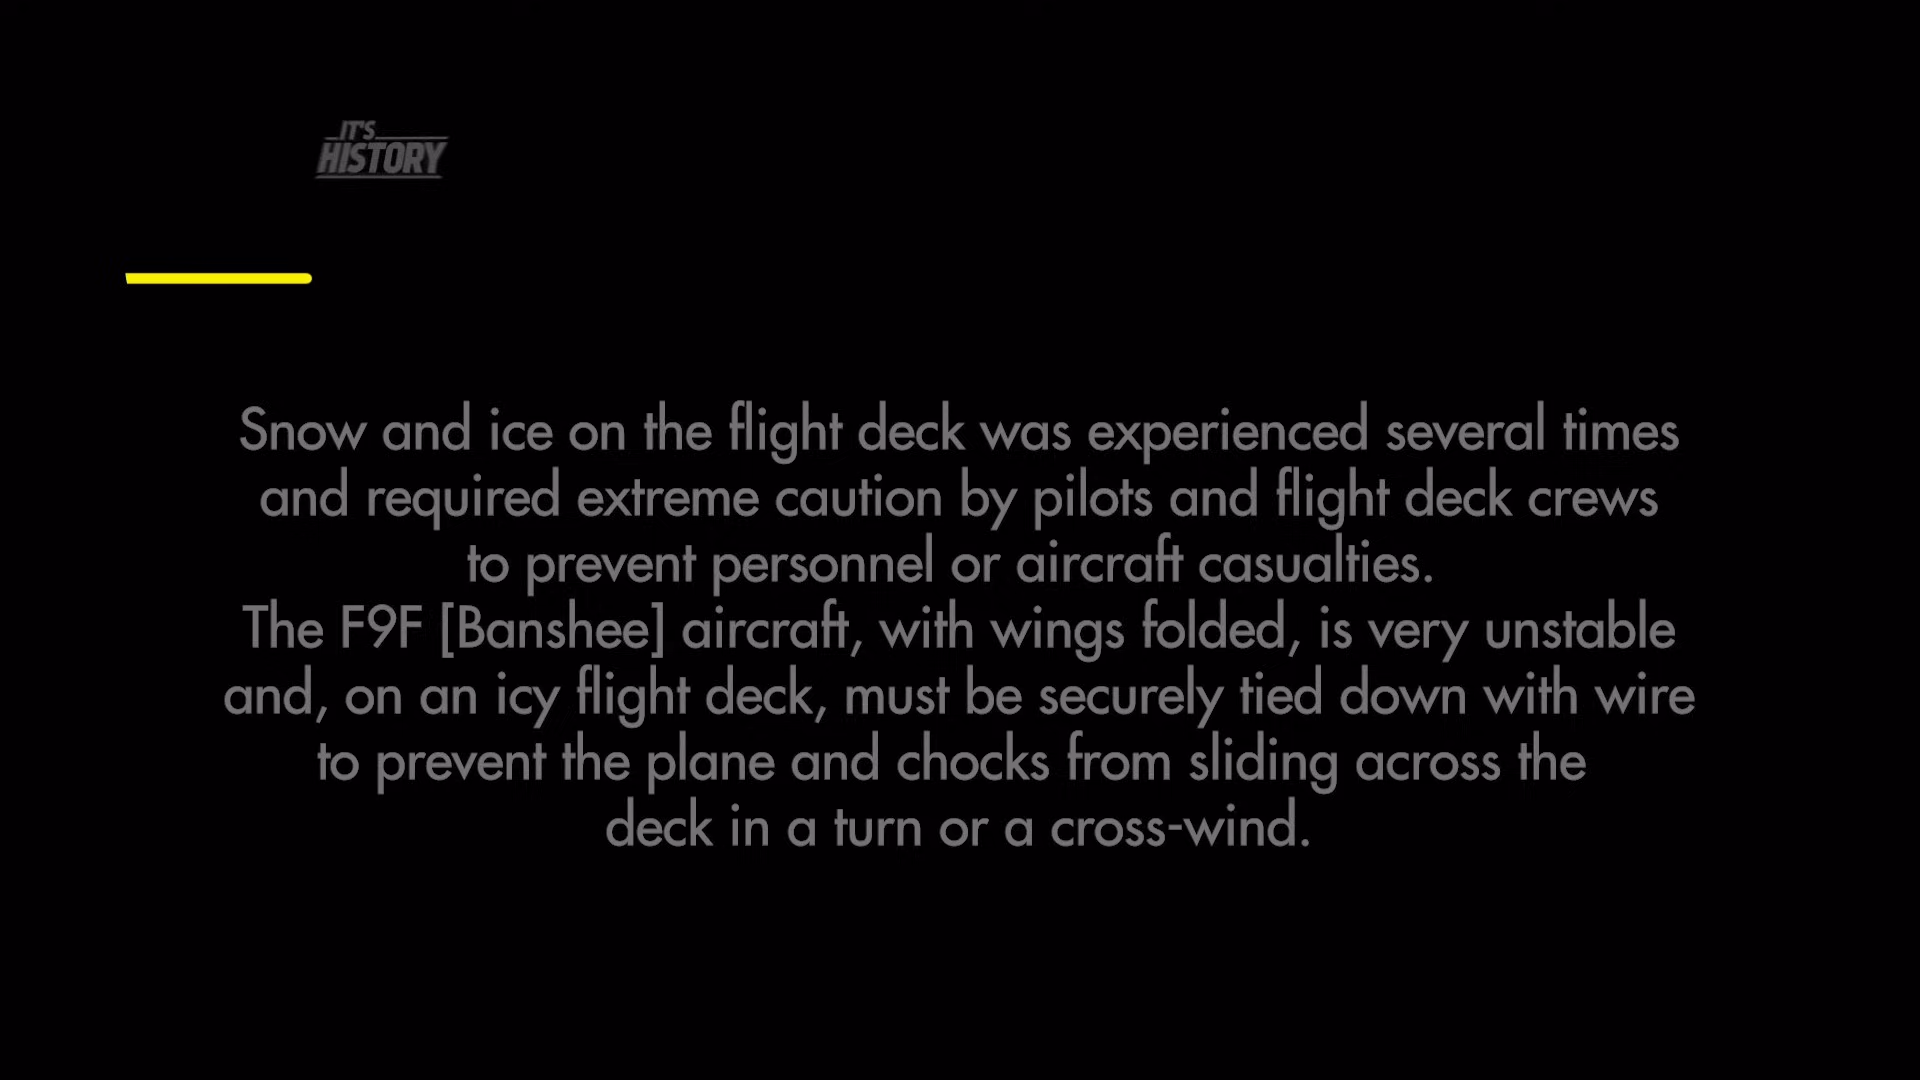 IT'S
HISTORY
Snow and ice on the flight deck was experienced several times
and required extreme caution by pilots and flight deck crews
to prevent personnel or aircraft casualties.
The F9F [Banshee] aircraft, with wings folded, is very unstable
and, on an icy flight deck, must be securely tied down with wire
to prevent the plane and chocks from sliding across the
deck in a turn or a cross-wind.